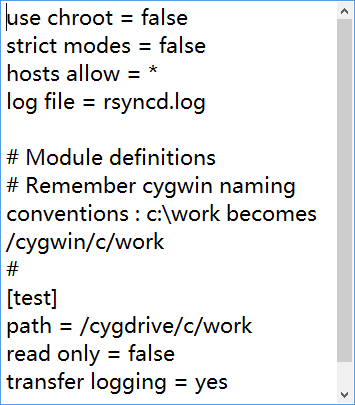 use chroot = false
strict modes = false
hosts allow = *
log file = rsyncd.log

# Module definitions
# Remember cygwin naming
conventions : c:\work becomes
/cygwin/c/work
#
[test]
path = /cygdrive/c/work
read only = false
transfer logging = yes